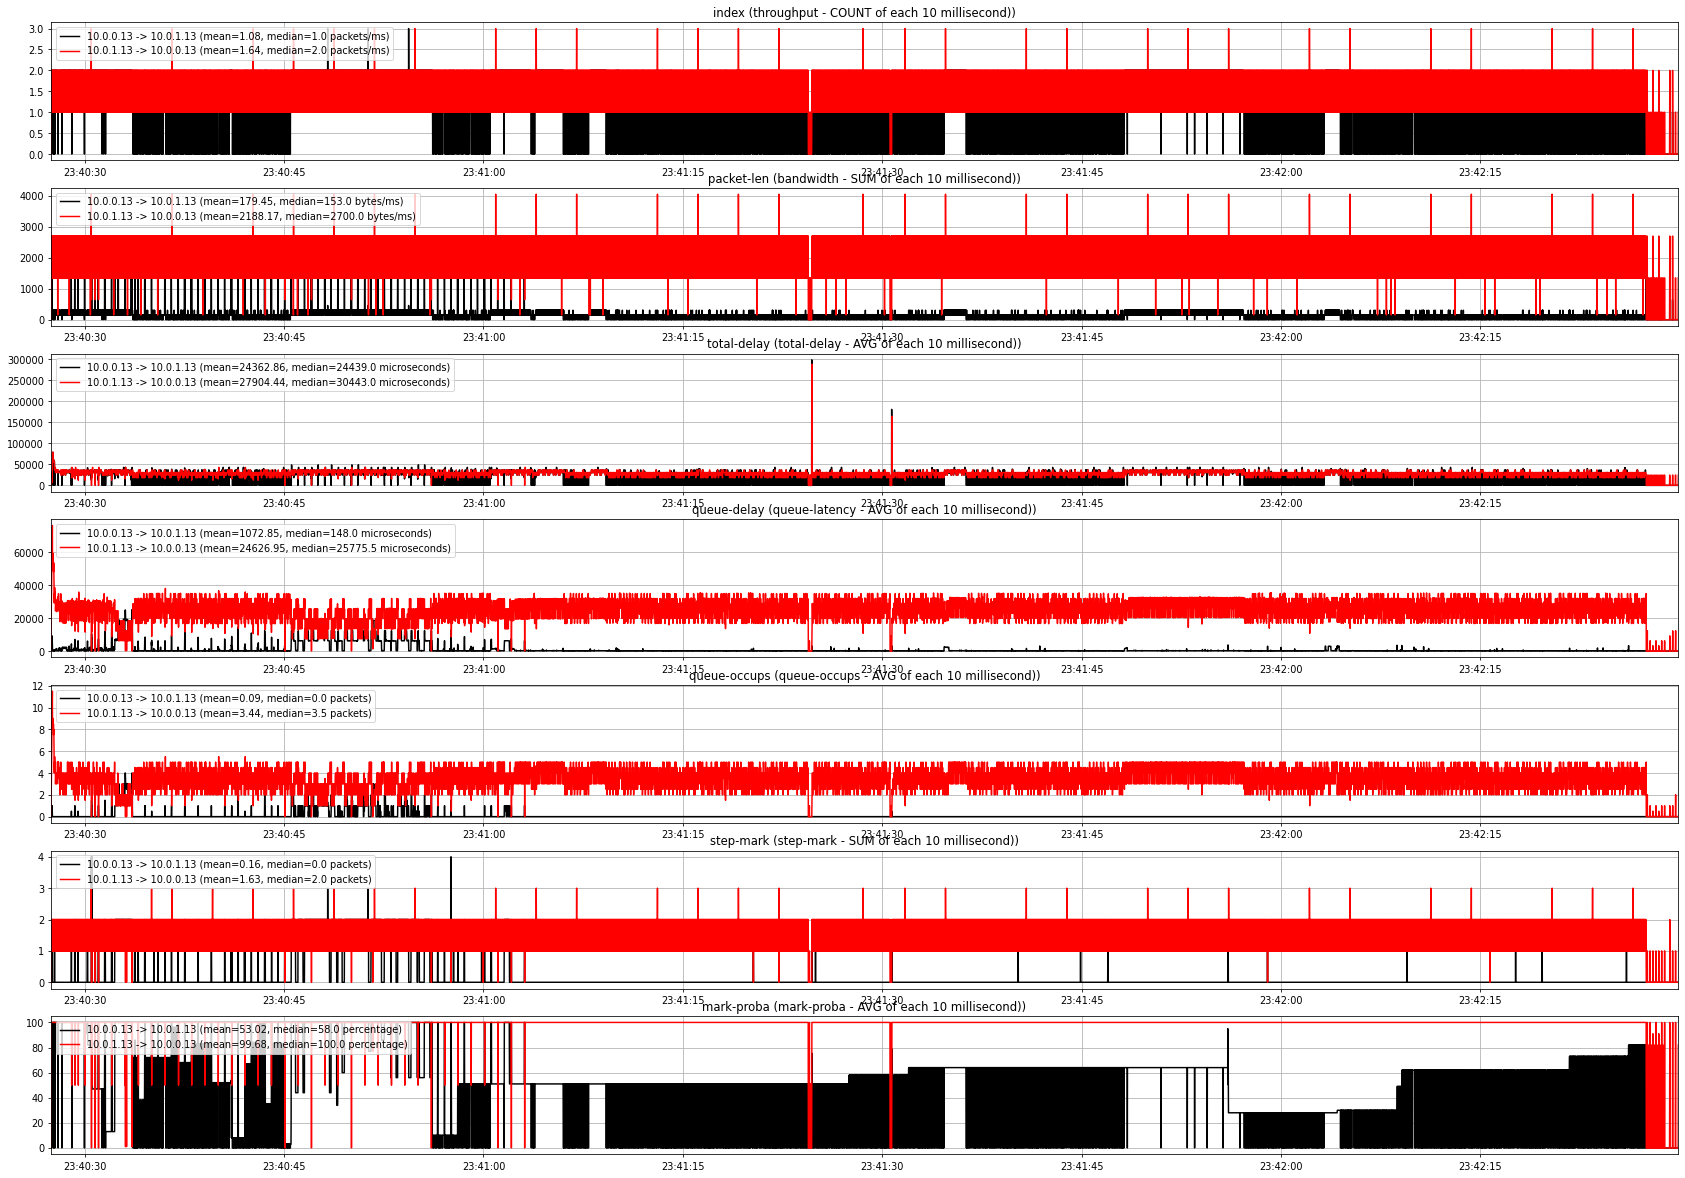 index (throughput - COUNT of each 10 millisecond))
3.0
2.5
2.0
1.5
1.0
0.5
0.0
10.0.0.13 -> 10.0.1.13 (mean=1.08, median=1.0 packets/ms)
10.0.1.13 -> 10.0.0.13 (mean=1.64, median=2.0 packets/ms)
23:40:30 23:40:45 23:41:00 23:41:15 23:41:30 23:41:45 23:42:00 23:42:15
packet-len (bandwidth - SUM of each 10 millisecond))
4000
3000
2000
1000
0
10.0.0.13 -> 10.0.1.13 (mean=179.45, median=153.0 bytes/ms)
10.0.1.13 -> 10.0.0.13 (mean=2188.17, median=2700.0 bytes/ms)
23:40:30 23:40:45 23:41:00 23:41:15 23:41:30 23:41:45 23:42:00 23:42:15
total-delay (total-delay - AVG of each 10 millisecond))
300000
250000
200000
150000
100000
50000
0
10.0.0.13 -> 10.0.1.13 (mean=24362.86, median=24439.0 microseconds)
10.0.1.13 -> 10.0.0.13 (mean=27904.44, median=30443.0 microseconds)
23:40:30 23:40:45 23:41:00 23:41:15 23:41:30 23:41:45 23:42:00 23:42:15
queue-delay (queue-latency - AVG of each 10 millisecond))
60000
40000
20000
0
10.0.0.13 -> 10.0.1.13 (mean=1072.85, median=148.0 microseconds)
10.0.1.13 -> 10.0.0.13 (mean=24626.95, median=25775.5 microseconds)
23:40:30 23:40:45 23:41:00 23:41:15 23:41:30 23:41:45 23:42:00 23:42:15
queue-occups (queue-occups - AVG of each 10 millisecond))
12
10
8
6
4
2
0
10.0.0.13 -> 10.0.1.13 (mean=0.09, median=0.0 packets)
10.0.1.13 -> 10.0.0.13 (mean=3.44, median=3.5 packets)
23:40:30 23:40:45 23:41:00 23:41:15 23:41:30 23:41:45 23:42:00 23:42:15
step-mark (step-mark - SUM of each 10 millisecond))
4
3
2
1
0
10.0.0.13 -> 10.0.1.13 (mean=0.16, median=0.0 packets)
10.0.1.13 -> 10.0.0.13 (mean=1.63, median=2.0 packets)
23:40:30 23:40:45 23:41:00 23:41:15 23:41:30 23:41:45 23:42:00 23:42:15
mark-proba (mark-proba - AVG of each 10 millisecond))
100
80
60
40
20
0
10.0.0.13 -> 10.0.1.13 (mean=53.02, median=58.0 percentage)
10.0.1.13 -> 10.0.0.13 (mean=99.68, median=100.0 percentage)
23:40:30 23:40:45 23:41:00 23:41:15 23:41:30 23:41:45 23:42:00 23:42:15